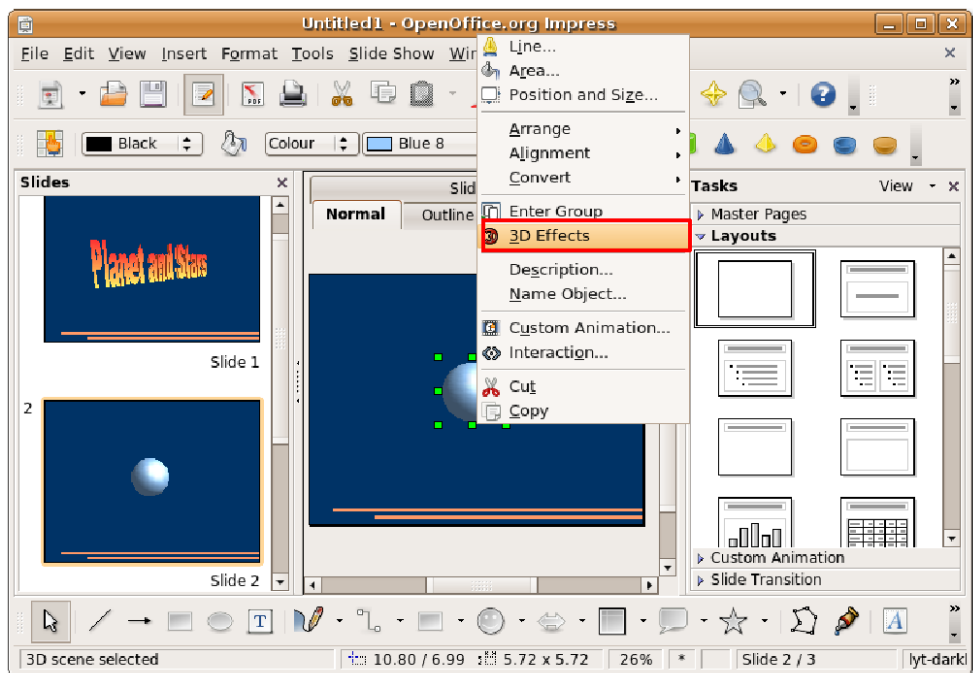 Untitled1 - OpenOffice.org Impress
File Edit View Insert Format Tools Slide Show
Line...
Area...
Position and Size...
Arrange
Alignment
Convert
Enter Group
3D Effects
Description...
Name Object...
Custom Animation...
Interaction...
Cut
Copy
PDF
Black
Colour
Blue 8
Slides
Planet and Stars
Slide 1
2
Slide 2
Normal Outline
Tasks View
Master Pages
Layouts
Custom Animation
Slide Transition
T
A
3D scene selected
10.80 / 6.99 5.72 x 5.72 26% * Slide 2 / 3 lyt-darkl